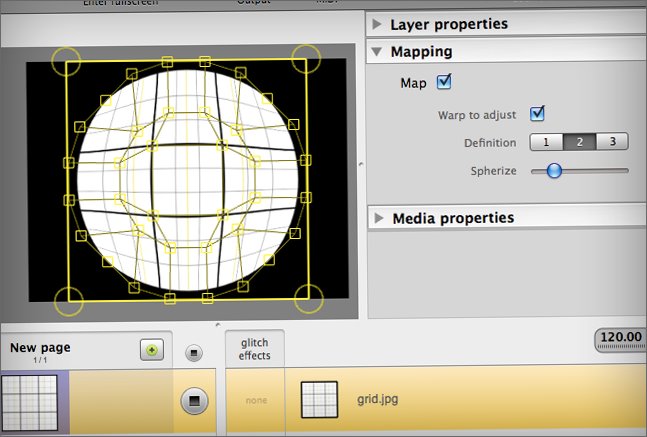 Enter fullscreen
Output
MIDI
Layer properties
Mapping
Map
Warp to adjust
Definition 1 2 3
Spherize
Media properties
New page
1 / 1
glitch
effects
120.00
none
grid.jpg